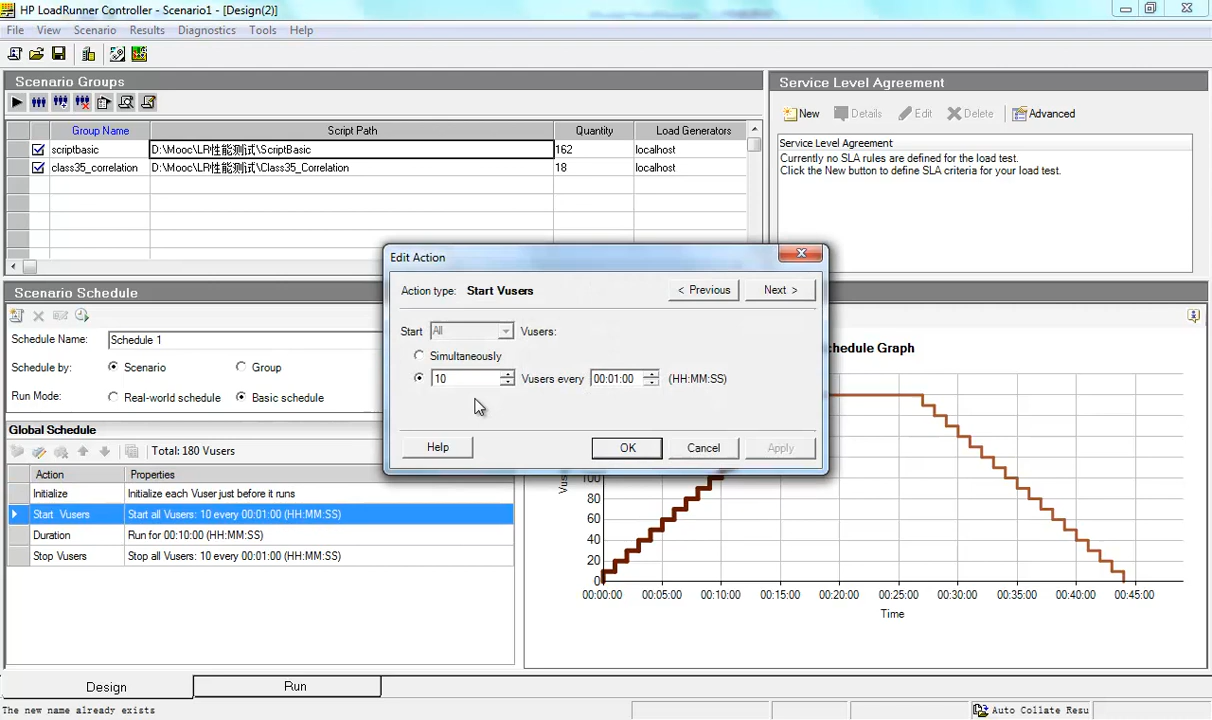 HP LoadRunner Controller - Scenario1 - [Design(2)]
File View Scenario Results Diagnostics Tools Help
Scenario Groups
Group Name Script Path Quantity Load Generators
scriptbasic D:\Mooc\LR性能测试\ScriptBasic 162 localhost
class35_correlation D:\Mooc\LR性能测试\Class35_Correlation 18 localhost
Service Level Agreement
New Details Edit Delete Advanced
Service Level Agreement
Currently no SLA rules are defined for the load test.
Click the New button to define SLA criteria for your load test.
Edit Action
Action type: Start Vusers < Previous Next >
Start All Vusers:
Simultaneously
10 Vusers every 00:01:00 (HH:MM:SS)
Help OK Cancel Apply
Scenario Schedule
Schedule Name: Schedule 1
Schedule by: Scenario Group
Run Mode: Real-world schedule Basic schedule
Global Schedule
Total: 180 Vusers
Action Properties
Initialize Initialize each Vuser just before it runs
Start Vusers Start all Vusers: 10 every 00:01:00 (HH:MM:SS)
Duration Run for 00:10:00 (HH:MM:SS)
Stop Vusers Stop all Vusers: 10 every 00:01:00 (HH:MM:SS)
chedule Graph
100
80
60
40
20
0
00:00:00 00:05:00 00:10:00 00:15:00 00:20:00 00:25:00 00:30:00 00:35:00 00:40:00 00:45:00
Time
Design Run
The new name already exists
Auto Collate Resu